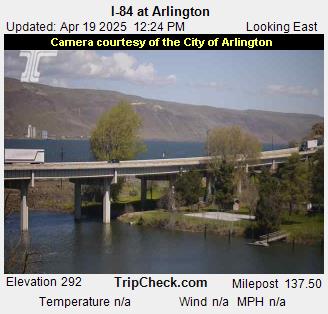 I-84 at Arlington
Updated: Apr 19 2025 12:24 PM Looking East
Camera courtesy of the City of Arlington
Elevation 292 TripCheck.com Milepost 137.50
Temperature n/a Wind n/a MPH n/a